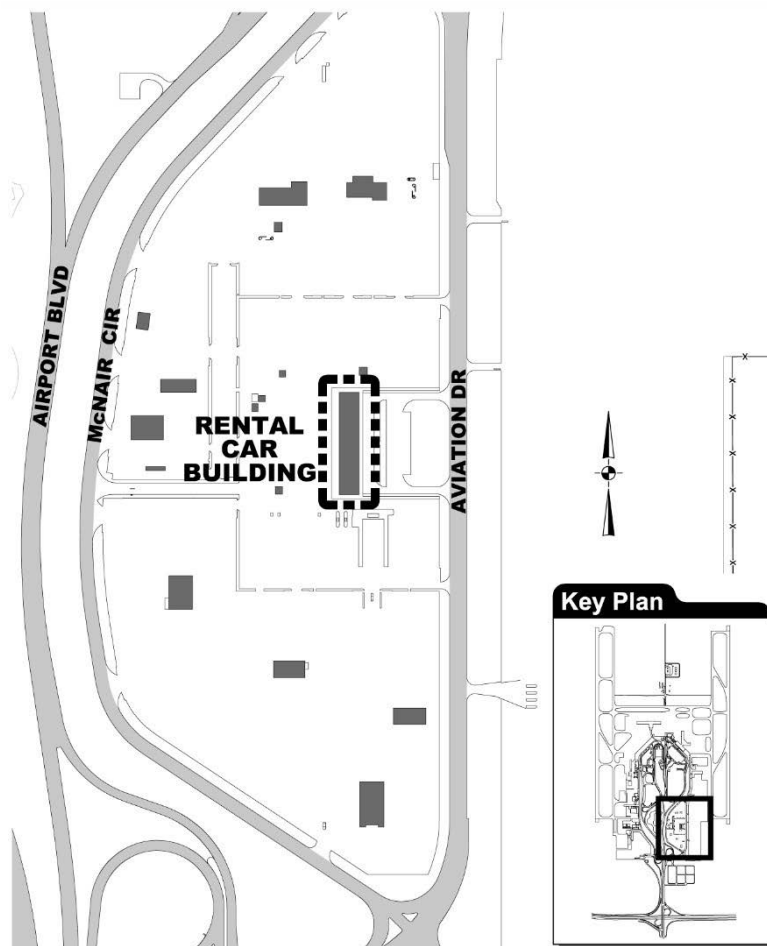 AIRPORT BLVD
McNAIR CIR
RENTAL
CAR
BUILDING
AVIATION DR
Key Plan